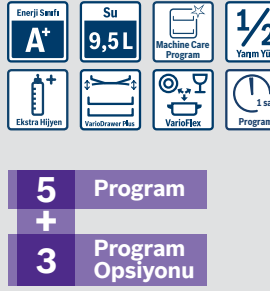 Enerji Sınıfı
A+
Su
9,5 L
Machine Care
Program
1/2
Yarım Yü
Ekstra Hijyen
VarioDrawer Plus
VarioFlex
1 sa
Program
5 Program
+
3 Program
Opsiyonu